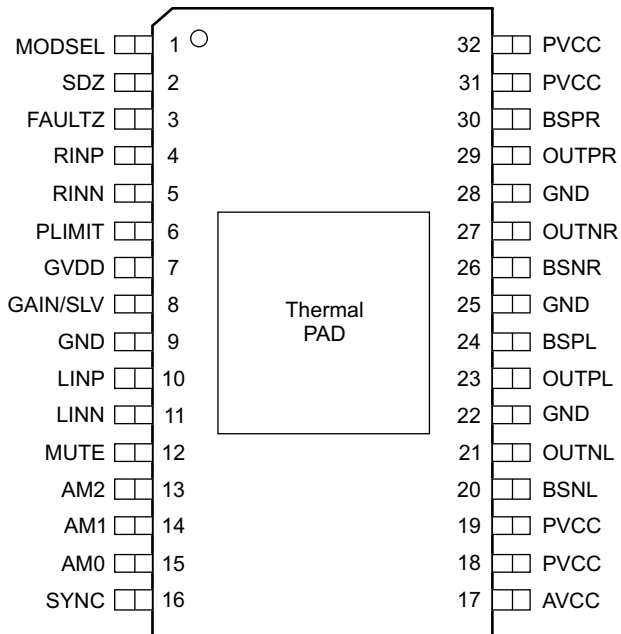 MODSEL 1 32 PVCC
SDZ 2 31 PVCC
FAULTZ 3 30 BSPR
RINP 4 29 OUTPR
RINN 5 28 GND
PLIMIT 6 27 OUTNR
GVDD 7 26 BSNR
GAIN/SLV 8 25 GND
Thermal
PAD
GND 9 24 BSPL
LINP 10 23 OUTPL
LINN 11 22 GND
MUTE 12 21 OUTNL
AM2 13 20 BSNL
AM1 14 19 PVCC
AM0 15 18 PVCC
SYNC 16 17 AVCC